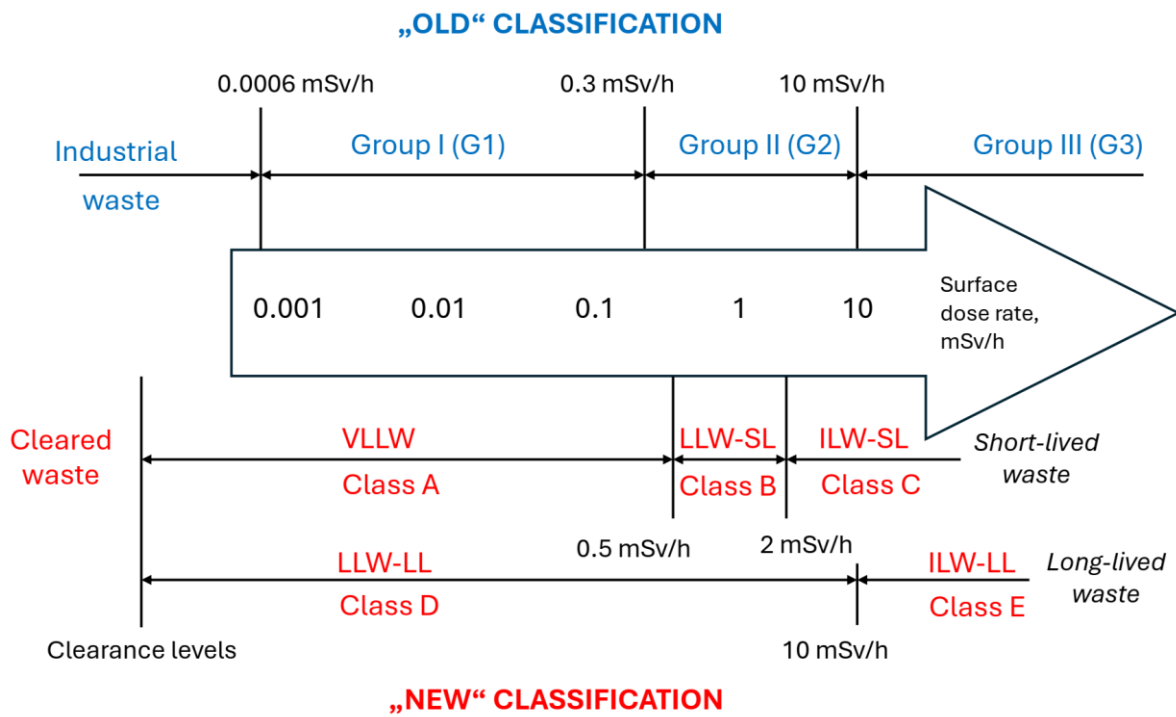 „OLD“ CLASSIFICATION
0.0006 mSv/h
0.3 mSv/h
10 mSv/h
Industrial
waste
Group I (G1)
Group II (G2)
Group III (G3)
0.001
0.01
0.1
1
10
Surface
dose rate,
mSv/h
Cleared
waste
VLLW
Class A
LLW-SL
Class B
ILW-SL
Class C
Short-lived
waste
0.5 mSv/h
2 mSv/h
LLW-LL
Class D
ILW-LL
Class E
Long-lived
waste
Clearance levels
10 mSv/h
„NEW“ CLASSIFICATION